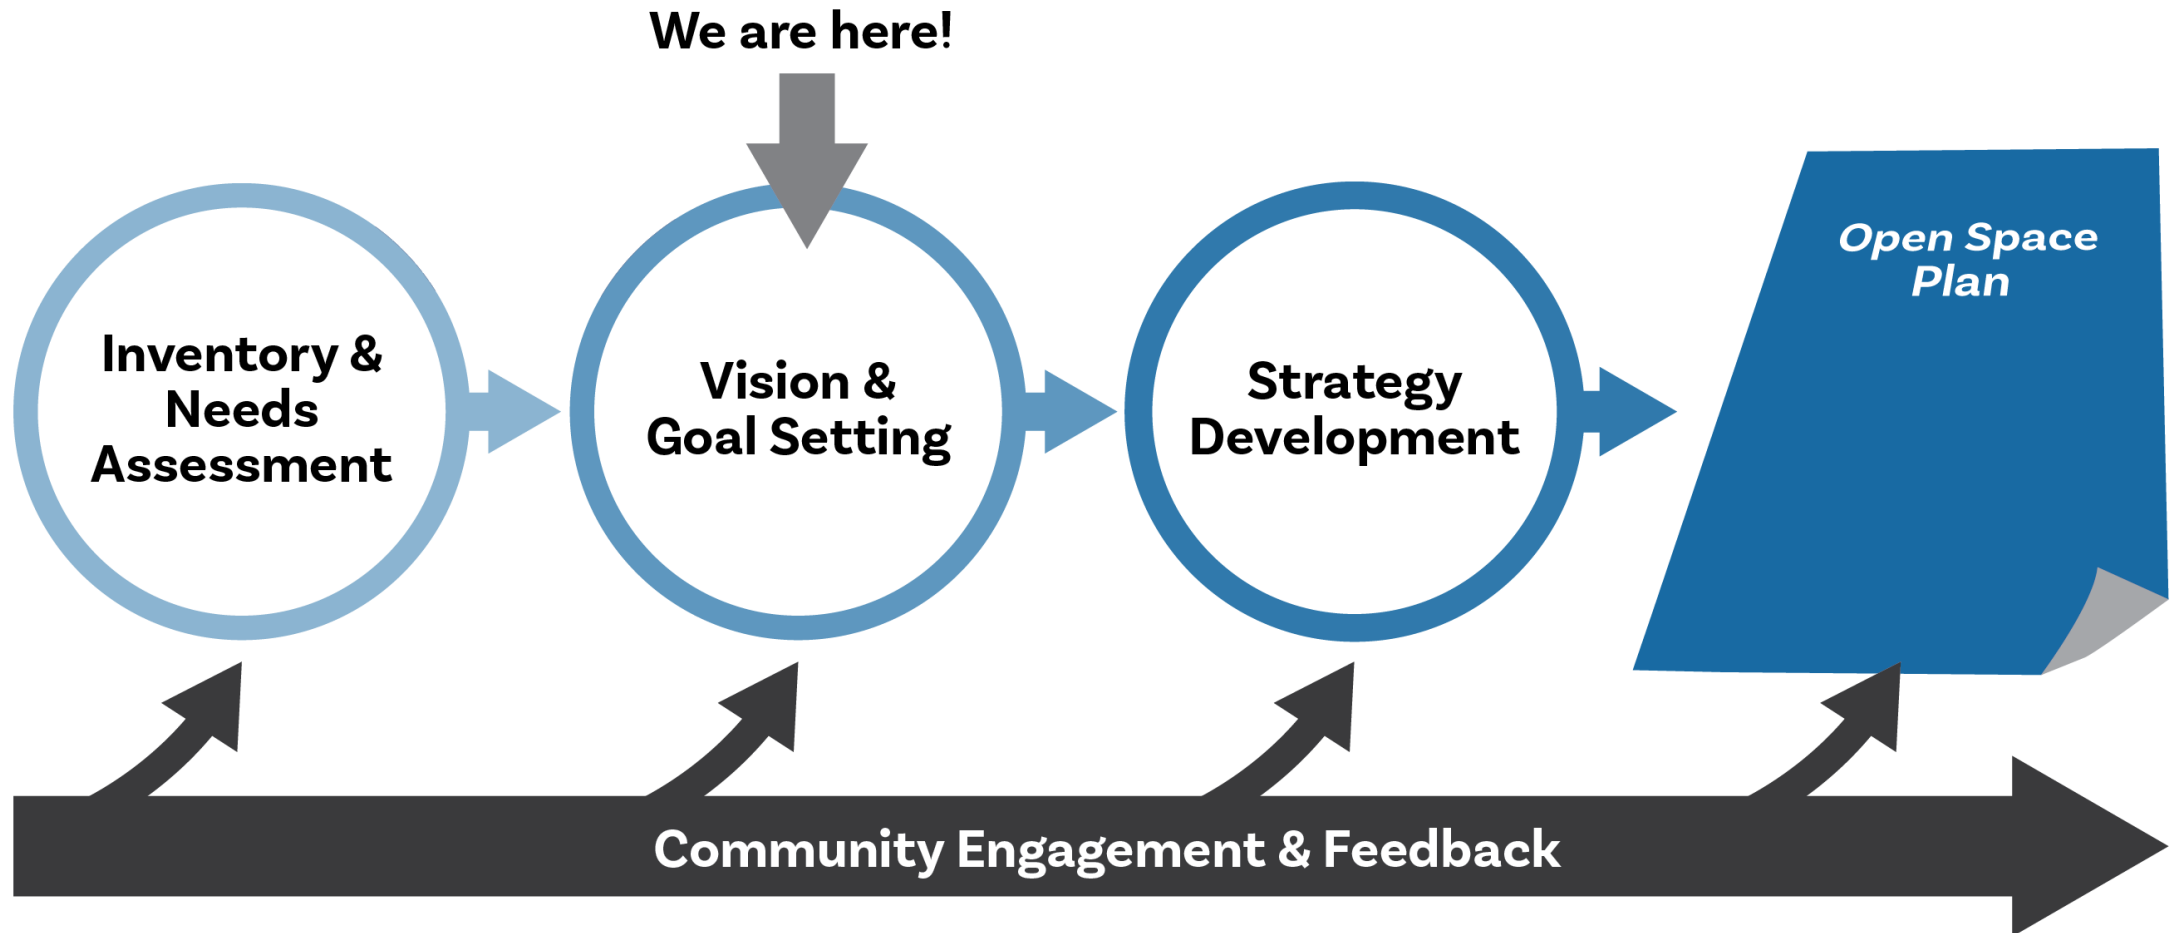 We are here!
Inventory &
Needs
Assessment
Vision &
Goal Setting
Strategy
Development
Open Space
Plan
Community Engagement & Feedback